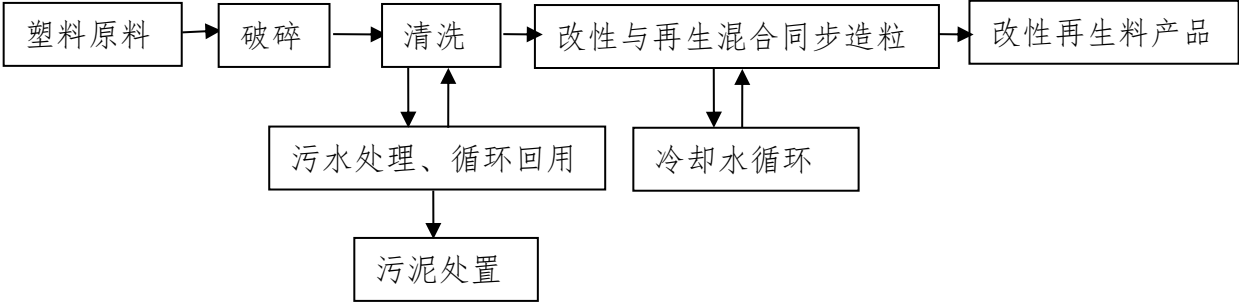 塑料原料
破碎
清洗
改性与再生混合同步造粒
改性再生料产品
污水处理、循环回用
冷却水循环
污泥处置